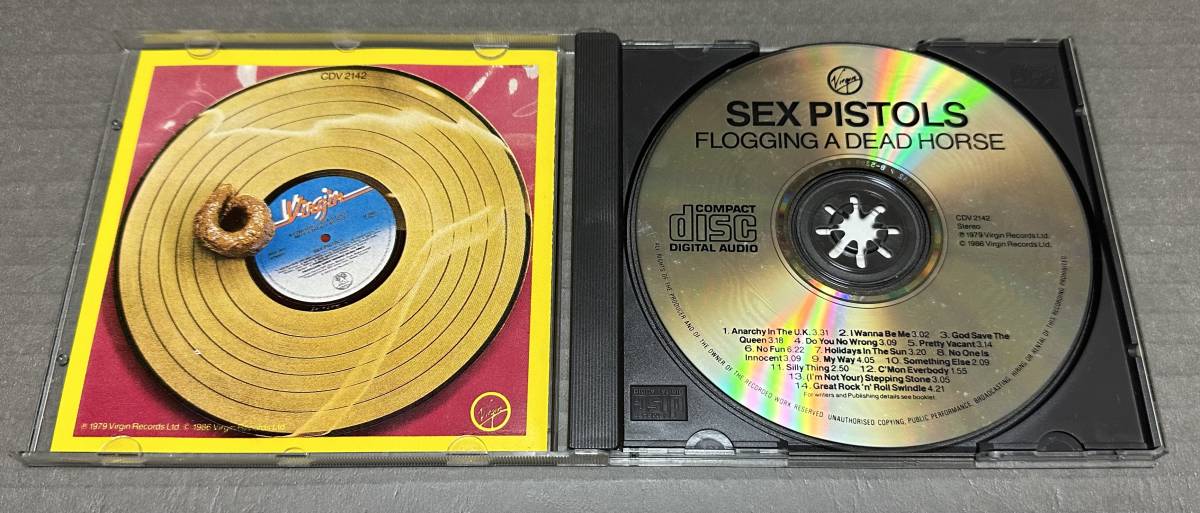 CDV 2142
Virgin
Virgin
℗ 1979 Virgin Records Ltd. © 1986 Virgin Records Ltd.
Virgin
SEX PISTOLS
FLOGGING A DEAD HORSE
COMPACT
disc
DIGITAL AUDIO
CDV 2142
Stereo
℗ 1979 Virgin Records Ltd.
© 1986 Virgin Records Ltd.
1. Anarchy In The U.K. 3.31 2. I Wanna Be Me 3.02 3. God Save The
Queen 3.18 4. Do You No Wrong 3.09 5. Pretty Vacant 3.14
6. No Fun 6.22 7. Holidays In The Sun 3.20 8. No One Is
Innocent 3.09 9. My Way 4.05 10. Something Else 2.09
11. Silly Thing 2.50 12. C'Mon Everbody 1.55
13. (I'm Not Your) Stepping Stone 3.05
14. Great Rock 'n' Roll Swindle 4.21
For writers and Publishing details see booklet.
ALL RIGHTS OF THE PRODUCER AND OF THE OWNER OF THE RECORDED WORK RESERVED. UNAUTHORISED COPYING, PUBLIC PERFORMANCE, BROADCASTING, HIRING OR RENTAL OF THIS RECORDING PROHIBITED.